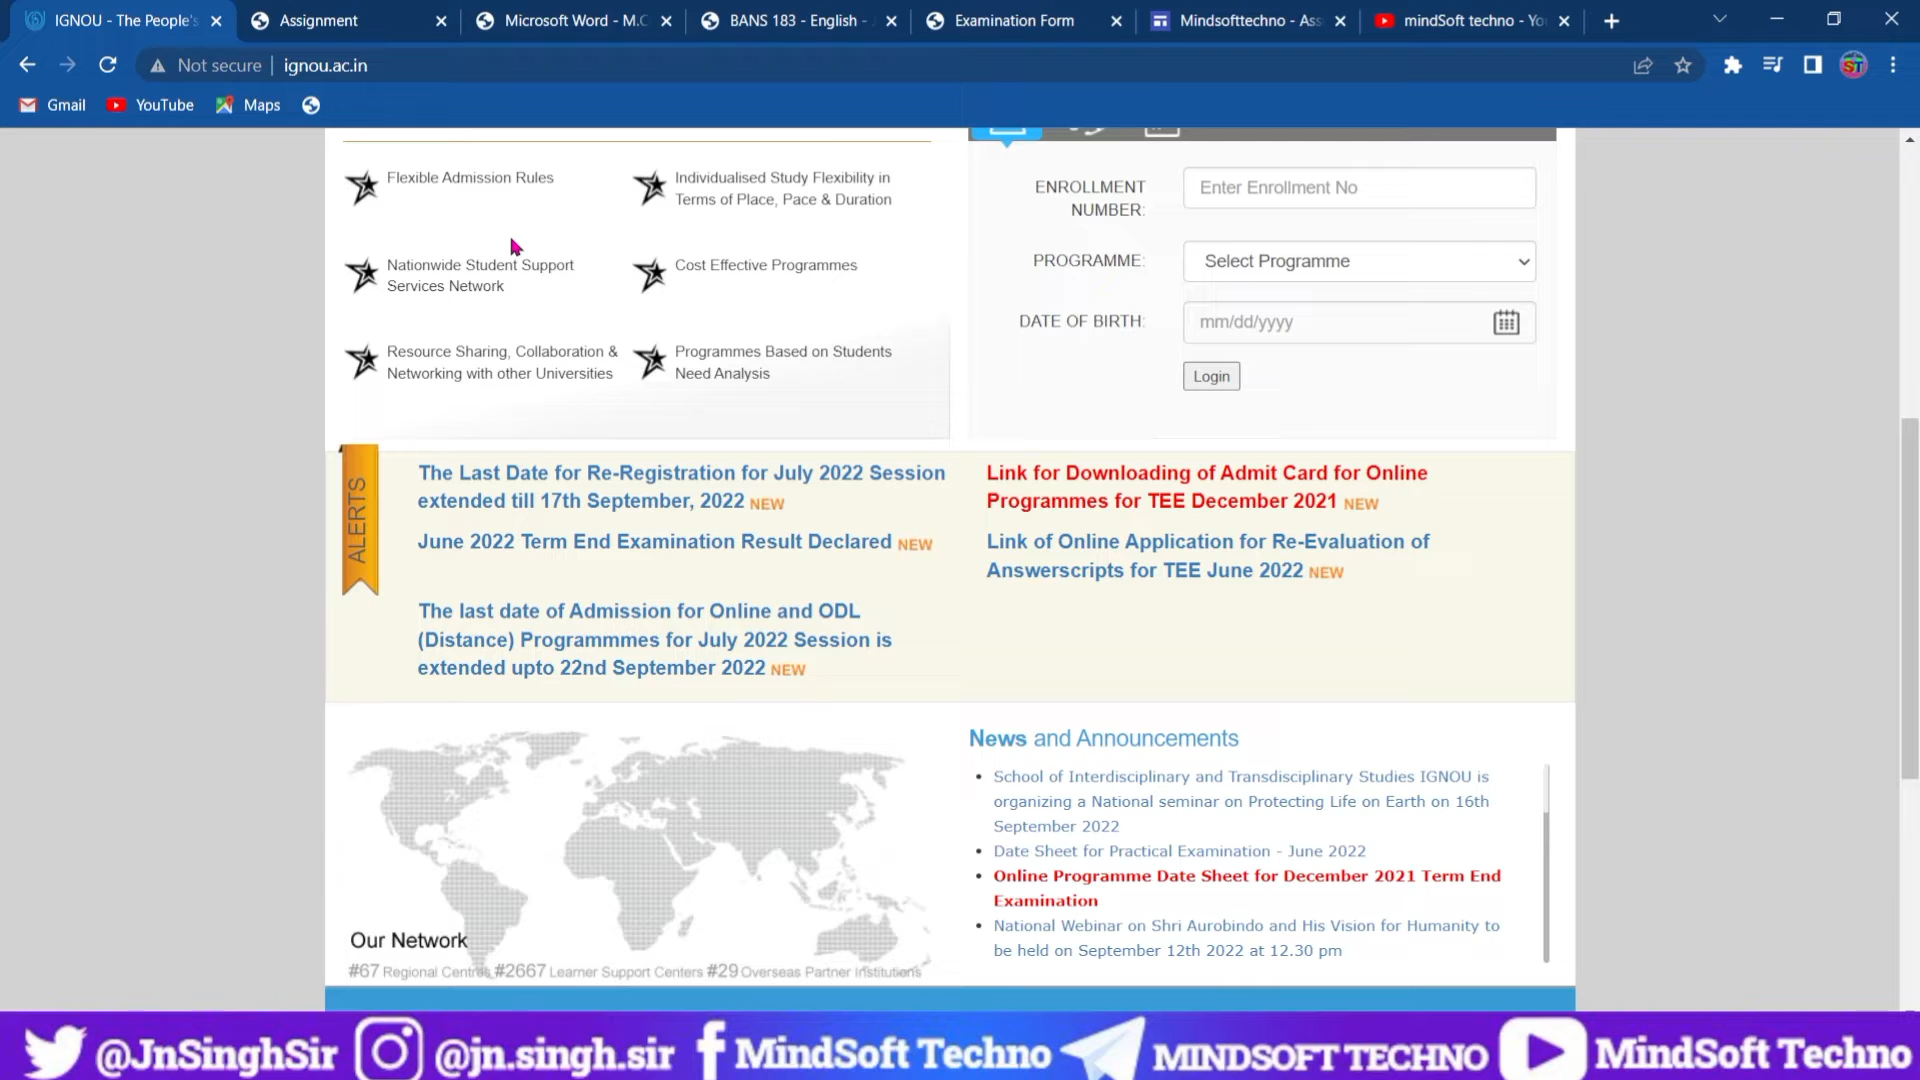 IGNOU - The People's
Assignment
Microsoft Word - M.C
BANS 183 - English -
Examination Form
Mindsofttechno - Ass
mindSoft techno - Yo
Not secure
ignou.ac.in
Gmail
YouTube
Maps
Flexible Admission Rules
Individualised Study Flexibility in
Terms of Place, Pace & Duration
Nationwide Student Support
Services Network
Cost Effective Programmes
Resource Sharing, Collaboration &
Networking with other Universities
Programmes Based on Students
Need Analysis
ENROLLMENT
NUMBER:
Enter Enrollment No
PROGRAMME:
Select Programme
DATE OF BIRTH:
mm/dd/yyyy
Login
ALERTS
The Last Date for Re-Registration for July 2022 Session
extended till 17th September, 2022 NEW
June 2022 Term End Examination Result Declared NEW
The last date of Admission for Online and ODL
(Distance) Programmmes for July 2022 Session is
extended upto 22nd September 2022 NEW
Link for Downloading of Admit Card for Online
Programmes for TEE December 2021 NEW
Link of Online Application for Re-Evaluation of
Answerscripts for TEE June 2022 NEW
Our Network
#67 Regional Centres #2667 Learner Support Centers #29 Overseas Partner Institutions
News and Announcements
School of Interdisciplinary and Transdisciplinary Studies IGNOU is
organizing a National seminar on Protecting Life on Earth on 16th
September 2022
Date Sheet for Practical Examination - June 2022
Online Programme Date Sheet for December 2021 Term End
Examination
National Webinar on Shri Aurobindo and His Vision for Humanity to
be held on September 12th 2022 at 12.30 pm
@JnSinghSir
@jn.singh.sir
MindSoft Techno
MINDSOFT TECHNO
MindSoft Techno